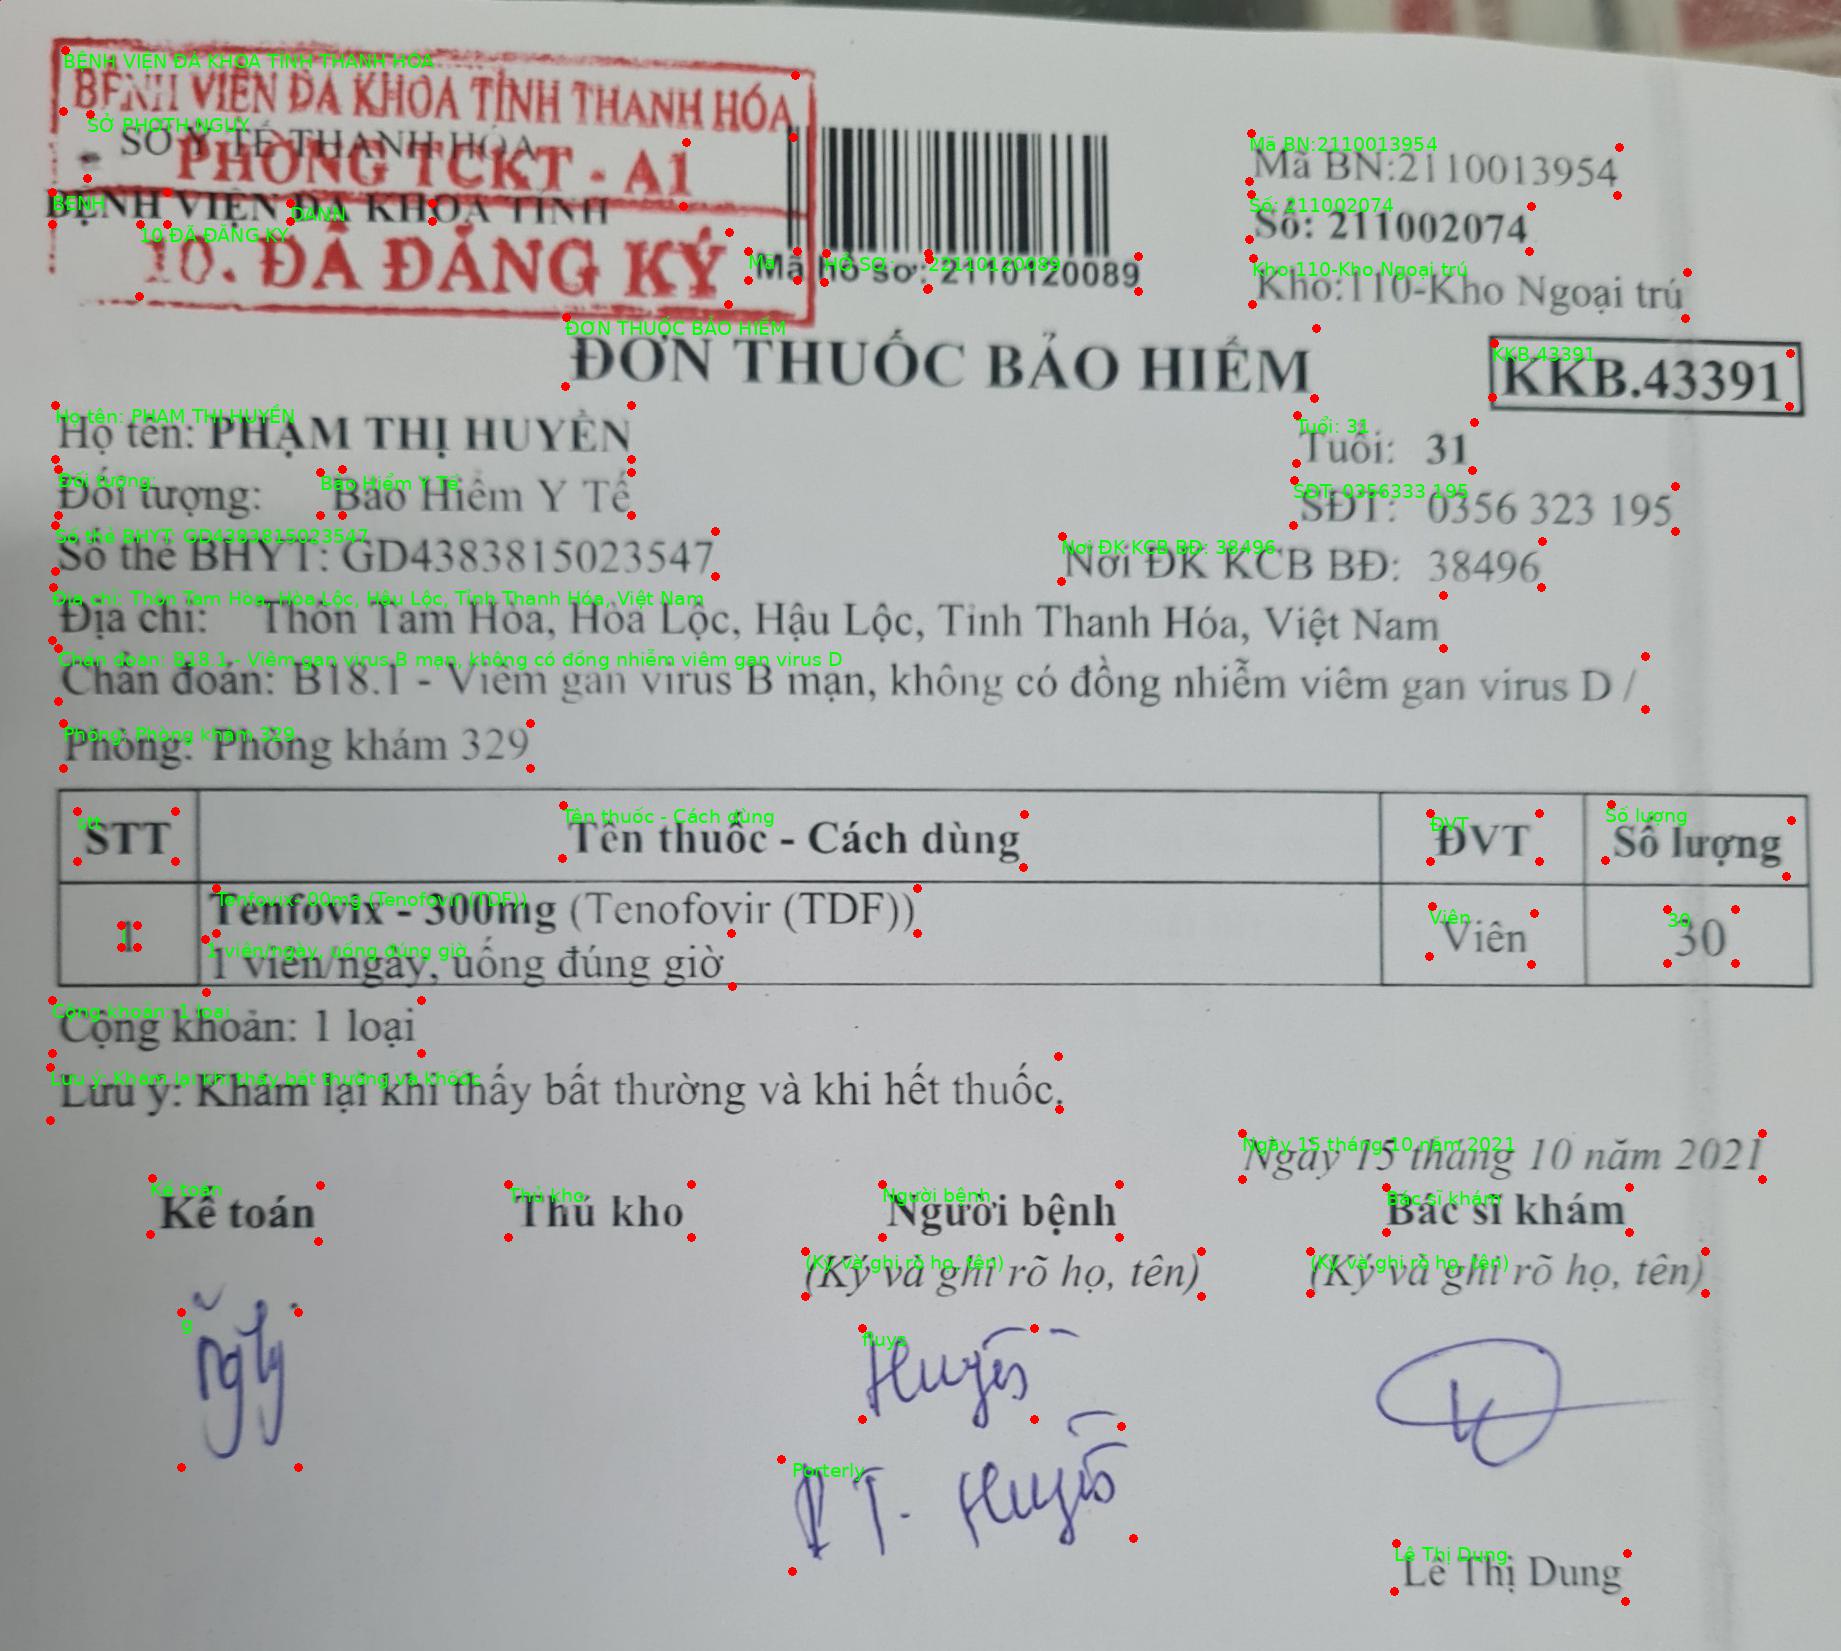 BỆNH VIỆN ĐA KHOA TỈNH THANH HÓA
SỞ Y TẾ THANH HÓA
PHÒNG TCKT - A1
BỆNH VIỆN ĐA KHOA TỈNH
10. ĐÃ ĐĂNG KÝ
Mã hồ sơ: 2110120089
Mã BN:2110013954
Số: 211002074
Kho:110-Kho Ngoại trú
ĐƠN THUỐC BẢO HIỂM
KKB.43391
Họ tên: PHẠM THỊ HUYỀN
Tuổi: 31
Đối tượng: Bảo Hiểm Y Tế
SĐT: 0356 323 195
Số thẻ BHYT: GD4383815023547
Nơi ĐK KCB BĐ: 38496
Địa chỉ: Thôn Tam Hòa, Hòa Lộc, Hậu Lộc, Tỉnh Thanh Hóa, Việt Nam
Chẩn đoán: B18.1 - Viêm gan virus B mạn, không có đồng nhiễm viêm gan virus D /
Phòng: Phòng khám 329
STT Tên thuốc - Cách dùng ĐVT Số lượng
1 Tenfovix - 300mg (Tenofovir (TDF)) Viên 30
1 viên/ngày, uống đúng giờ
Cộng khoản: 1 loại
Lưu ý: Khám lại khi thấy bất thường và khi hết thuốc.
Ngày 15 tháng 10 năm 2021
Kế toán Thủ kho Người bệnh Bác sĩ khám
(Ký và ghi rõ họ, tên) (Ký và ghi rõ họ, tên)
Huyền
P T. Huyền
Lê Thị Dung